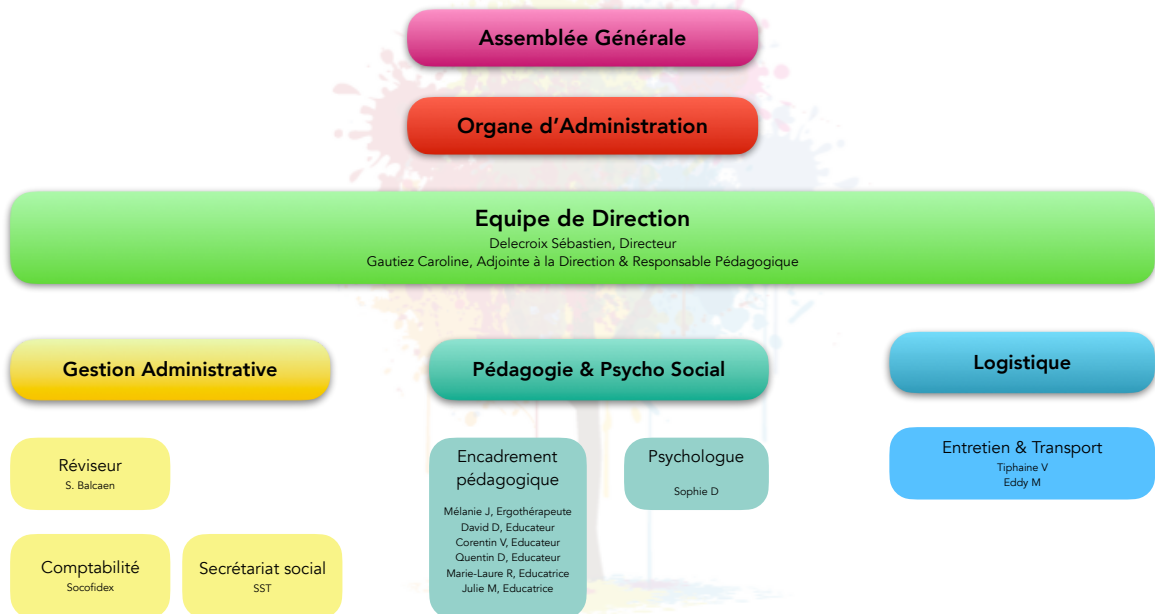 Assemblée Générale
Organe d’Administration
Equipe de Direction
Delecroix Sébastien, Directeur
Gautiez Caroline, Adjointe à la Direction & Responsable Pédagogique
Gestion Administrative
Réviseur
S. Balcaen
Comptabilité
Socofidex
Secrétariat social
SST
Pédagogie & Psycho Social
Encadrement
pédagogique
Mélanie J, Ergothérapeute
David D, Educateur
Corentin V, Educateur
Quentin D, Educateur
Marie-Laure R, Educatrice
Julie M, Educatrice
Psychologue
Sophie D
Logistique
Entretien & Transport
Tiphaine V
Eddy M